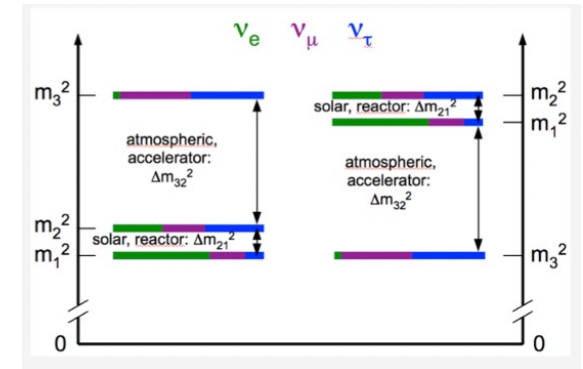 νe νμ ντ
m₃²
m₂²
solar, reactor: Δm₂₁²
m₁²
atmospheric,
accelerator:
Δm₃₂²
atmospheric,
accelerator:
Δm₃₂²
m₂²
solar, reactor: Δm₂₁²
m₁²
m₃²
0
0